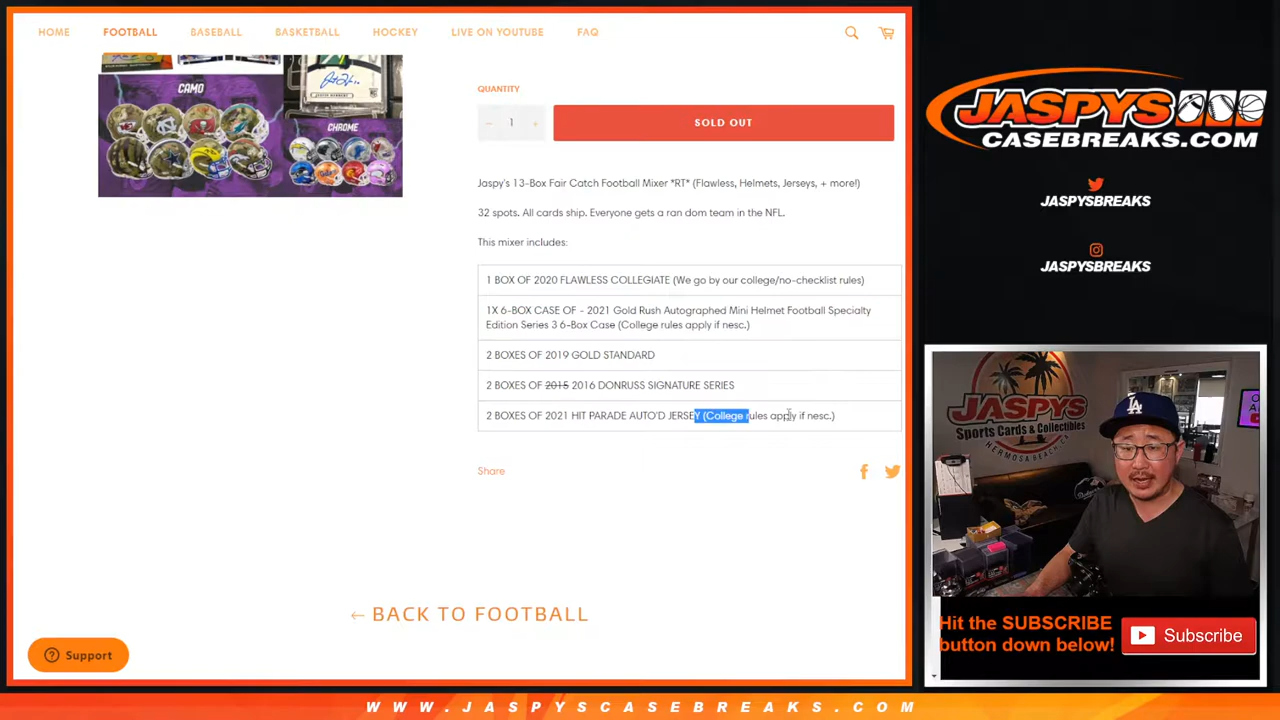 HOME FOOTBALL BASEBALL BASKETBALL HOCKEY LIVE ON YOUTUBE FAQ
CAMO
CHROME
QUANTITY
− 1 +
SOLD OUT
Jaspy's 13-Box Fair Catch Football Mixer *RT* (Flawless, Helmets, Jerseys, + more!)
32 spots. All cards ship. Everyone gets a ran dom team in the NFL.
This mixer includes:
1 BOX OF 2020 FLAWLESS COLLEGIATE (We go by our college/no-checklist rules)
1X 6-BOX CASE OF - 2021 Gold Rush Autographed Mini Helmet Football Specialty
Edition Series 3 6-Box Case (College rules apply if nesc.)
2 BOXES OF 2019 GOLD STANDARD
2 BOXES OF 2015 2016 DONRUSS SIGNATURE SERIES
2 BOXES OF 2021 HIT PARADE AUTO'D JERSEY (College rules apply if nesc.)
Share
← BACK TO FOOTBALL
Support
JASPYS
CASEBREAKS.COM
JASPYSBREAKS
JASPYSBREAKS
JASPYS
Sports Cards & Collectibles
HERMOSA BEACH
LA
Hit the SUBSCRIBE
button down below!
Subscribe
WWW.JASPYSCASEBREAKS.COM